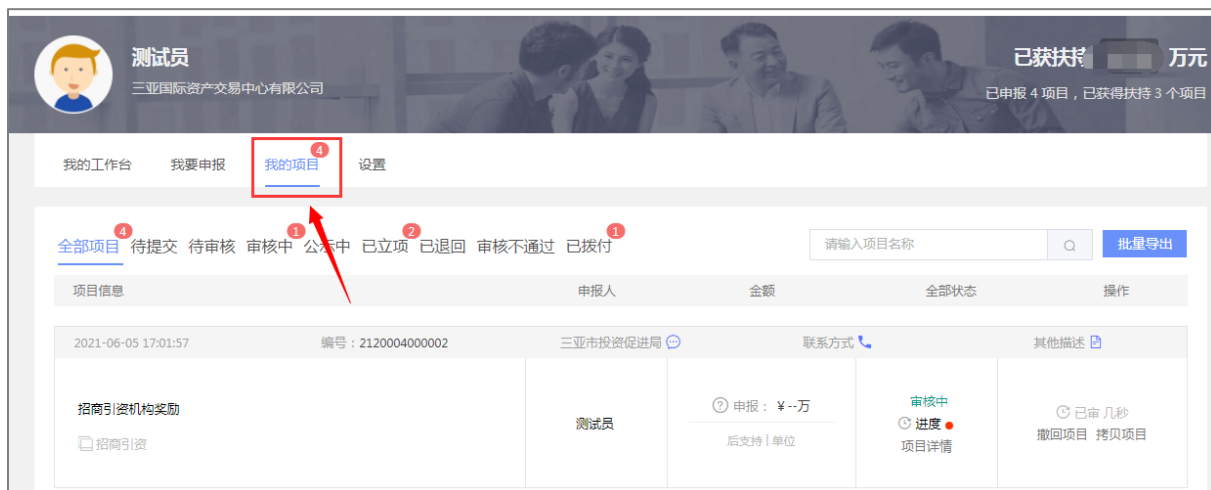 测试员
三亚国际资产交易中心有限公司
已获扶持 万元
已申报 4 项目，已获得扶持 3 个项目
我的工作台 我要申报 我的项目 4 设置
全部项目 4 待提交 待审核 审核中 1 公示中 已立项 2 已退回 审核不通过 已拨付 1
请输入项目名称 批量导出
项目信息 申报人 金额 全部状态 操作
2021-06-05 17:01:57 编号：2120004000002 三亚市投资促进局 联系方式 其他描述
招商引资机构奖励
招商引资
测试员
? 申报： ¥ --万
后支持 | 单位
审核中
进度
项目详情
已审 几秒
撤回项目 拷贝项目